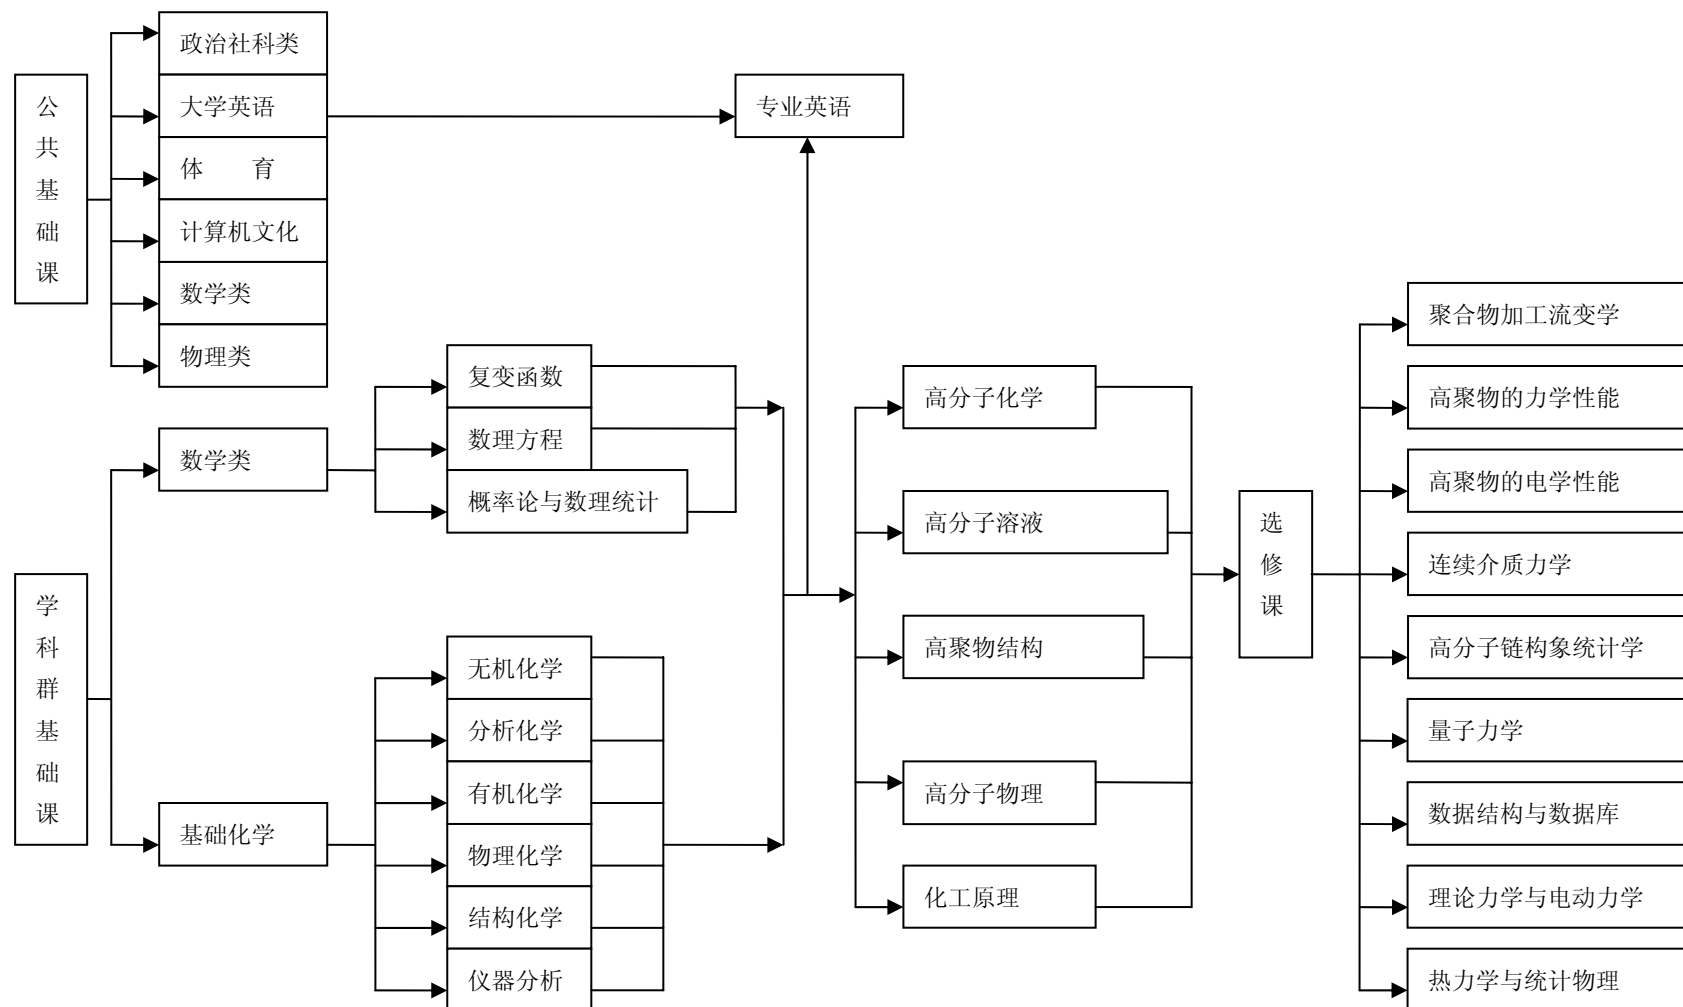 公共基础课
政治社科类
大学英语
体　　育
计算机文化
数学类
物理类
专业英语
学科群基础课
数学类
基础化学
复变函数
数理方程
概率论与数理统计
无机化学
分析化学
有机化学
物理化学
结构化学
仪器分析
高分子化学
高分子溶液
高聚物结构
高分子物理
化工原理
选修课
聚合物加工流变学
高聚物的力学性能
高聚物的电学性能
连续介质力学
高分子链构象统计学
量子力学
数据结构与数据库
理论力学与电动力学
热力学与统计物理